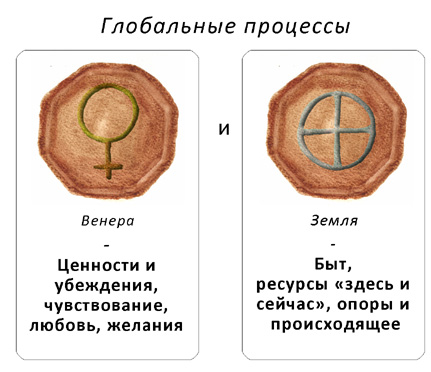 Глобальные процессы
Венера
-
Ценности и
убеждения,
чувствование,
любовь, желания
и
Земля
-
Быт,
ресурсы «здесь и
сейчас», опоры и
происходящее